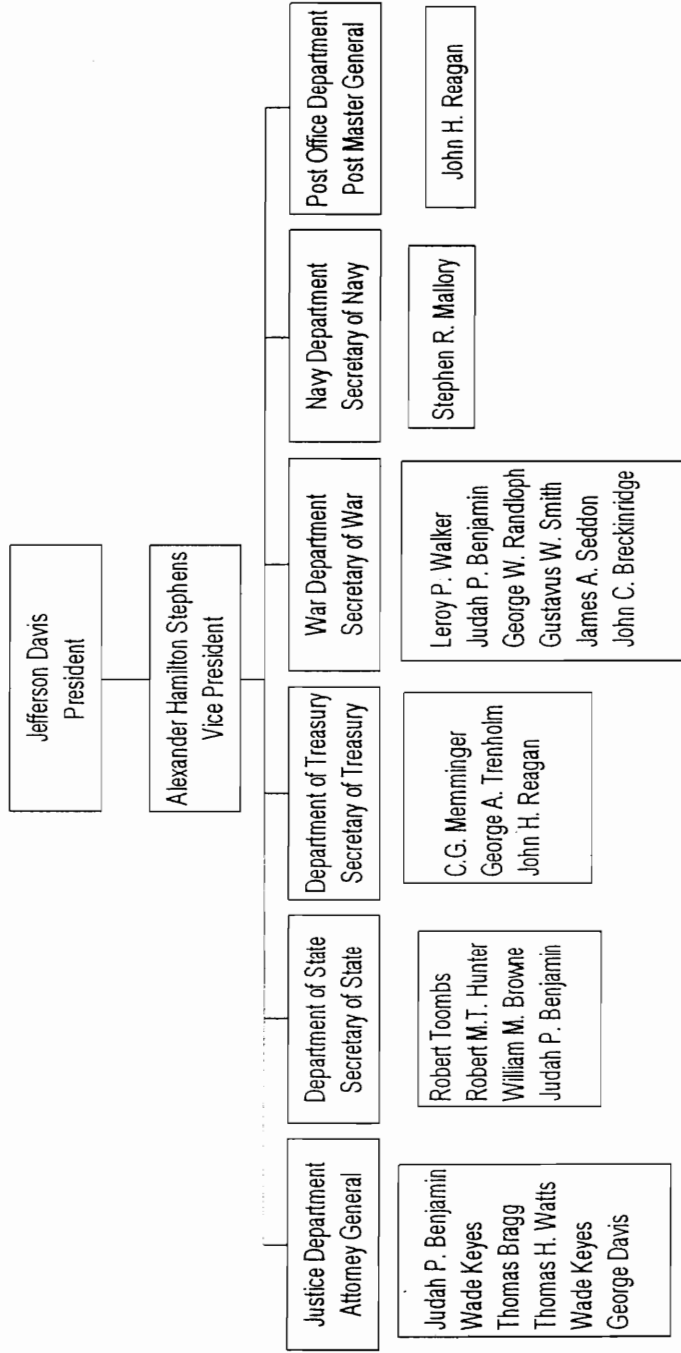 Jefferson Davis
President
Alexander Hamilton Stephens
Vice President
Justice Department
Attorney General
Department of State
Secretary of State
Department of Treasury
Secretary of Treasury
War Department
Secretary of War
Navy Department
Secretary of Navy
Post Office Department
Post Master General
Judah P. Benjamin
Wade Keyes
Thomas Bragg
Thomas H. Watts
Wade Keyes
George Davis
Robert Toombs
Robert M.T. Hunter
William M. Browne
Judah P. Benjamin
C.G. Memminger
George A. Trenholm
John H. Reagan
Leroy P. Walker
Judah P. Benjamin
George W. Randloph
Gustavus W. Smith
James A. Seddon
John C. Breckinridge
Stephen R. Mallory
John H. Reagan